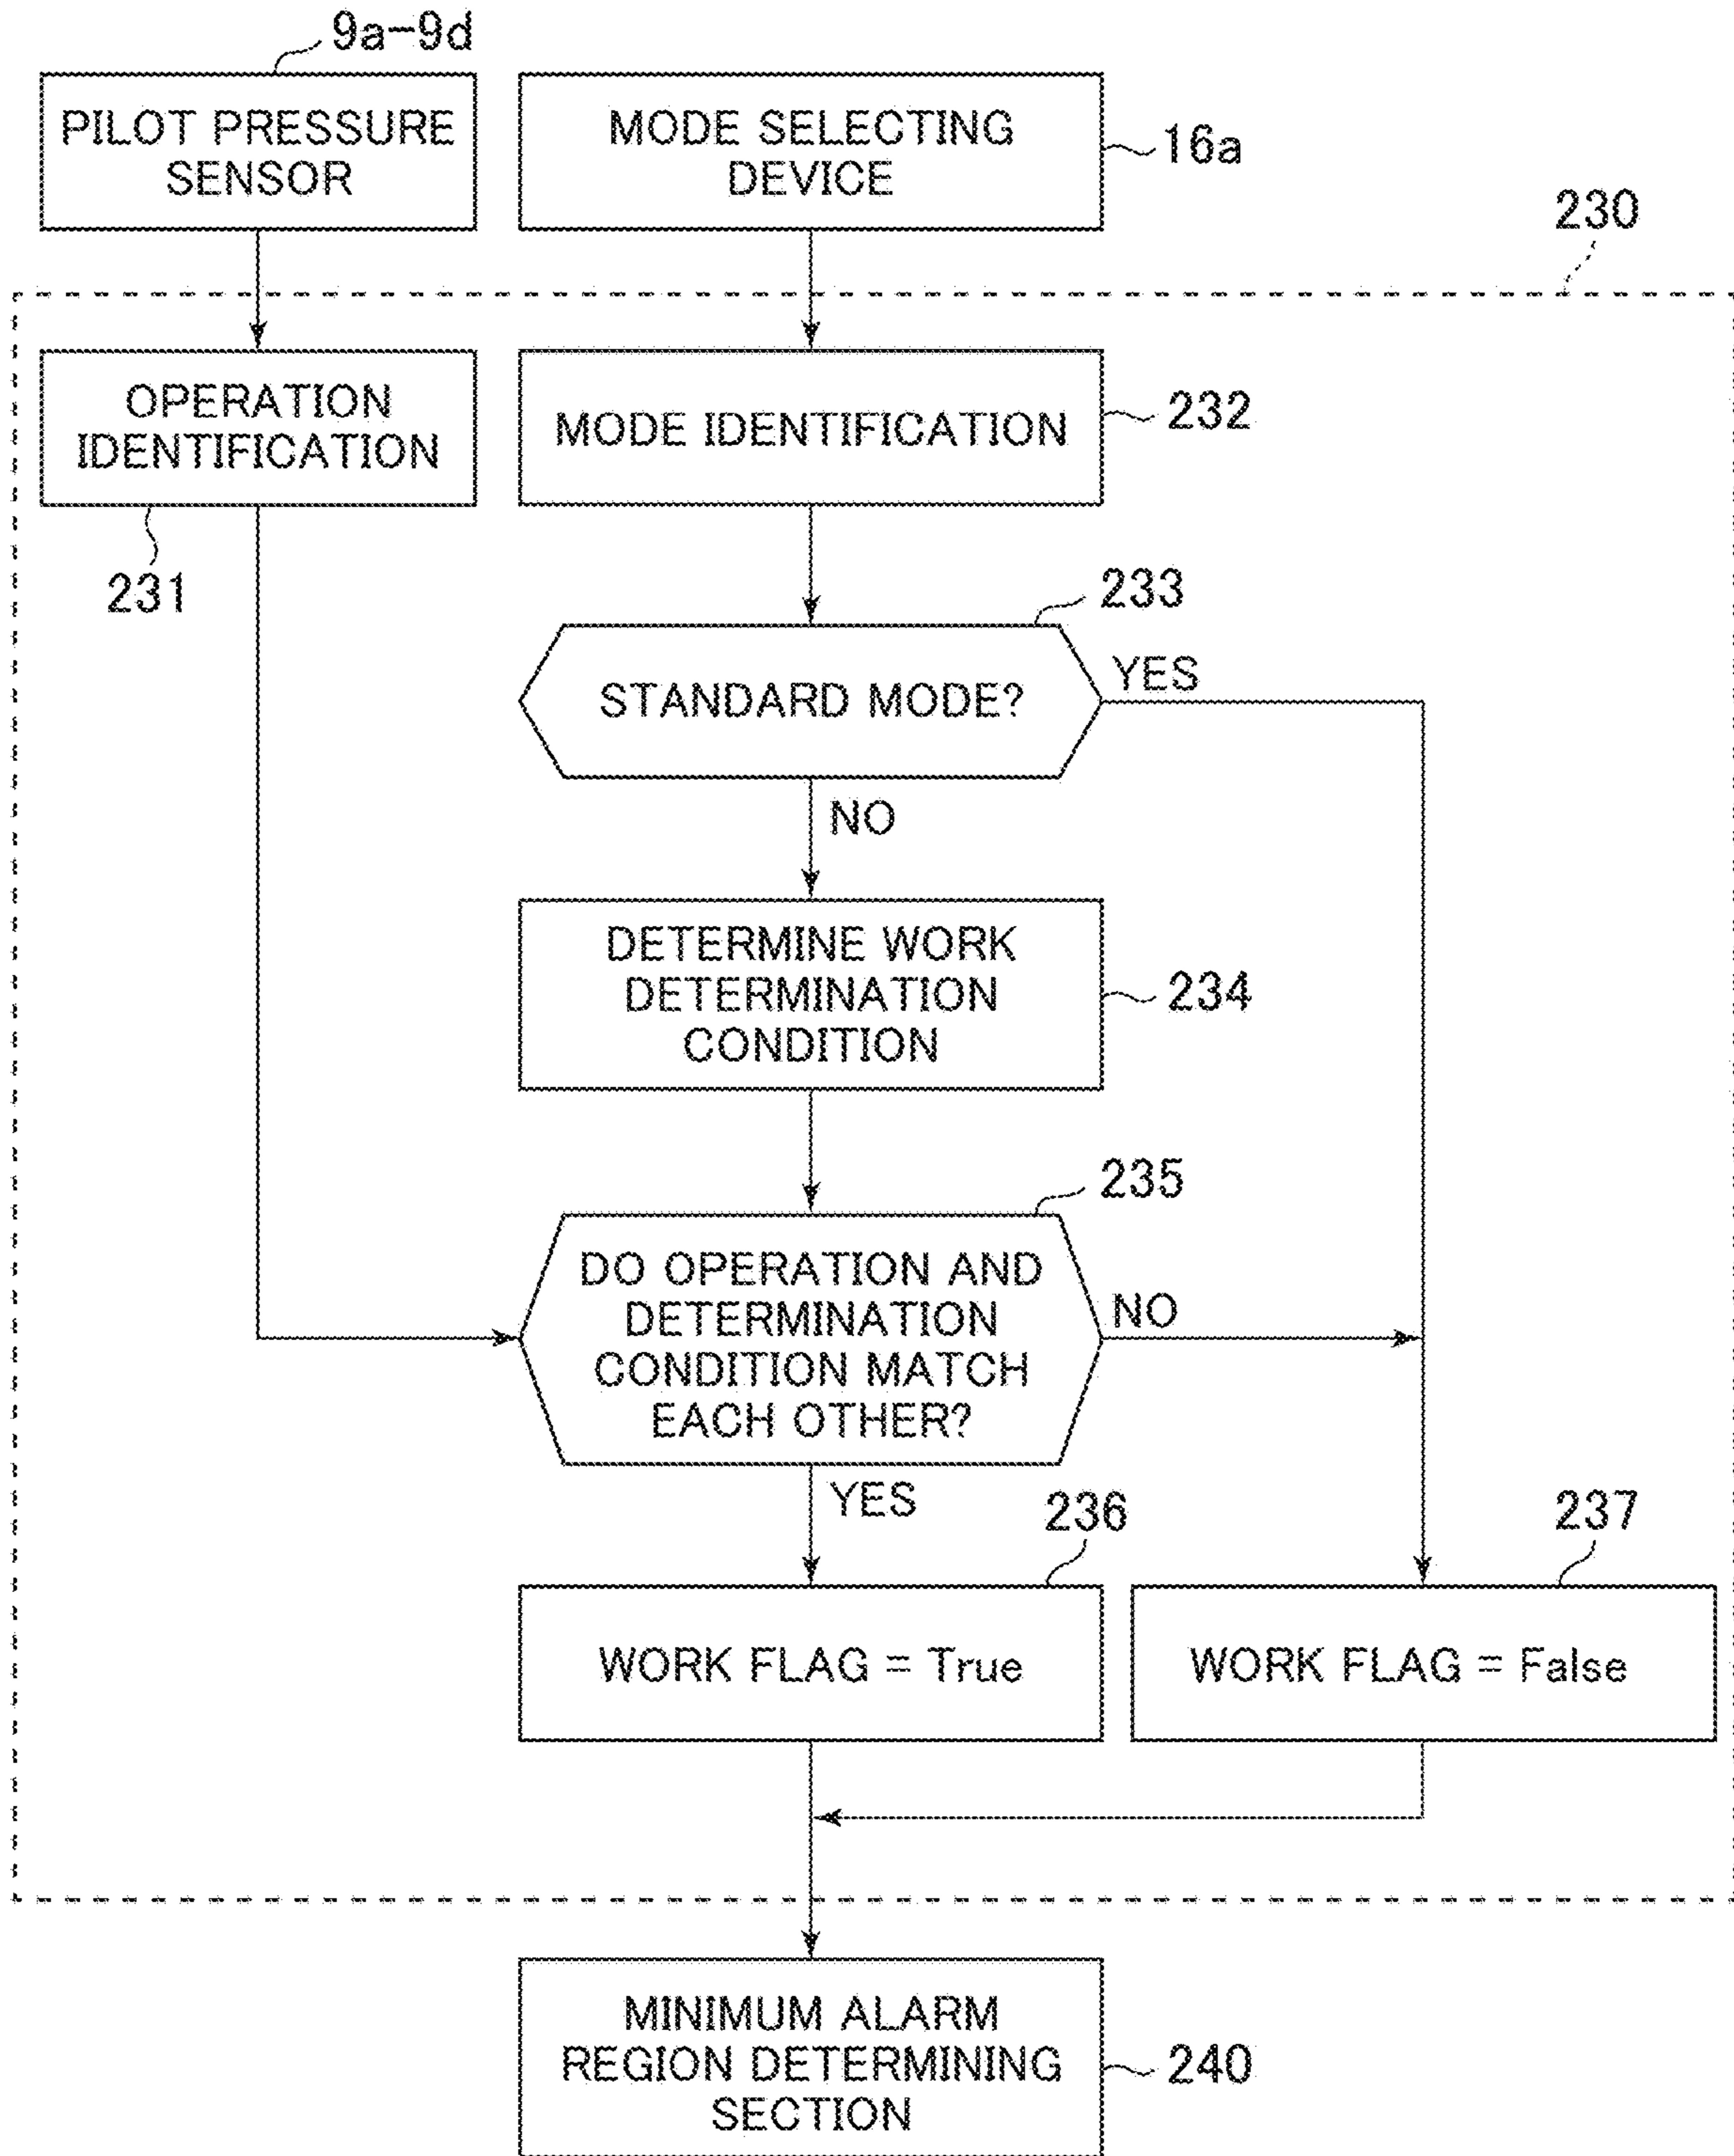 9a-9d
PILOT PRESSURE
SENSOR
MODE SELECTING
DEVICE
16a
230
OPERATION
IDENTIFICATION
231
MODE IDENTIFICATION
232
233
STANDARD MODE?
YES
NO
DETERMINE WORK
DETERMINATION
CONDITION
234
235
DO OPERATION AND
DETERMINATION
CONDITION MATCH
EACH OTHER?
NO
YES
236
237
WORK FLAG = True
WORK FLAG = False
MINIMUM ALARM
REGION DETERMINING
SECTION
240